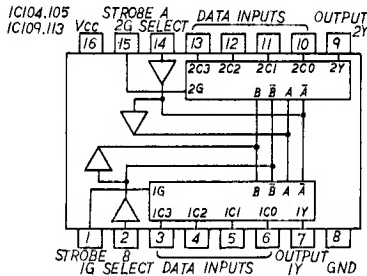 IC104,105
IC109,113
Vcc
STROBE A
2G SELECT
DATA INPUTS
OUTPUT
2Y
16 15 14 13 12 11 10 9
2C3 2C2 2C1 2C0 2Y
2G
B B̅ A A̅
B B̅ A A̅
1G
1C3 1C2 1C1 1C0 1Y
1 2 3 4 5 6 7 8
STROBE B
1G SELECT
DATA INPUTS
OUTPUT
1Y
GND